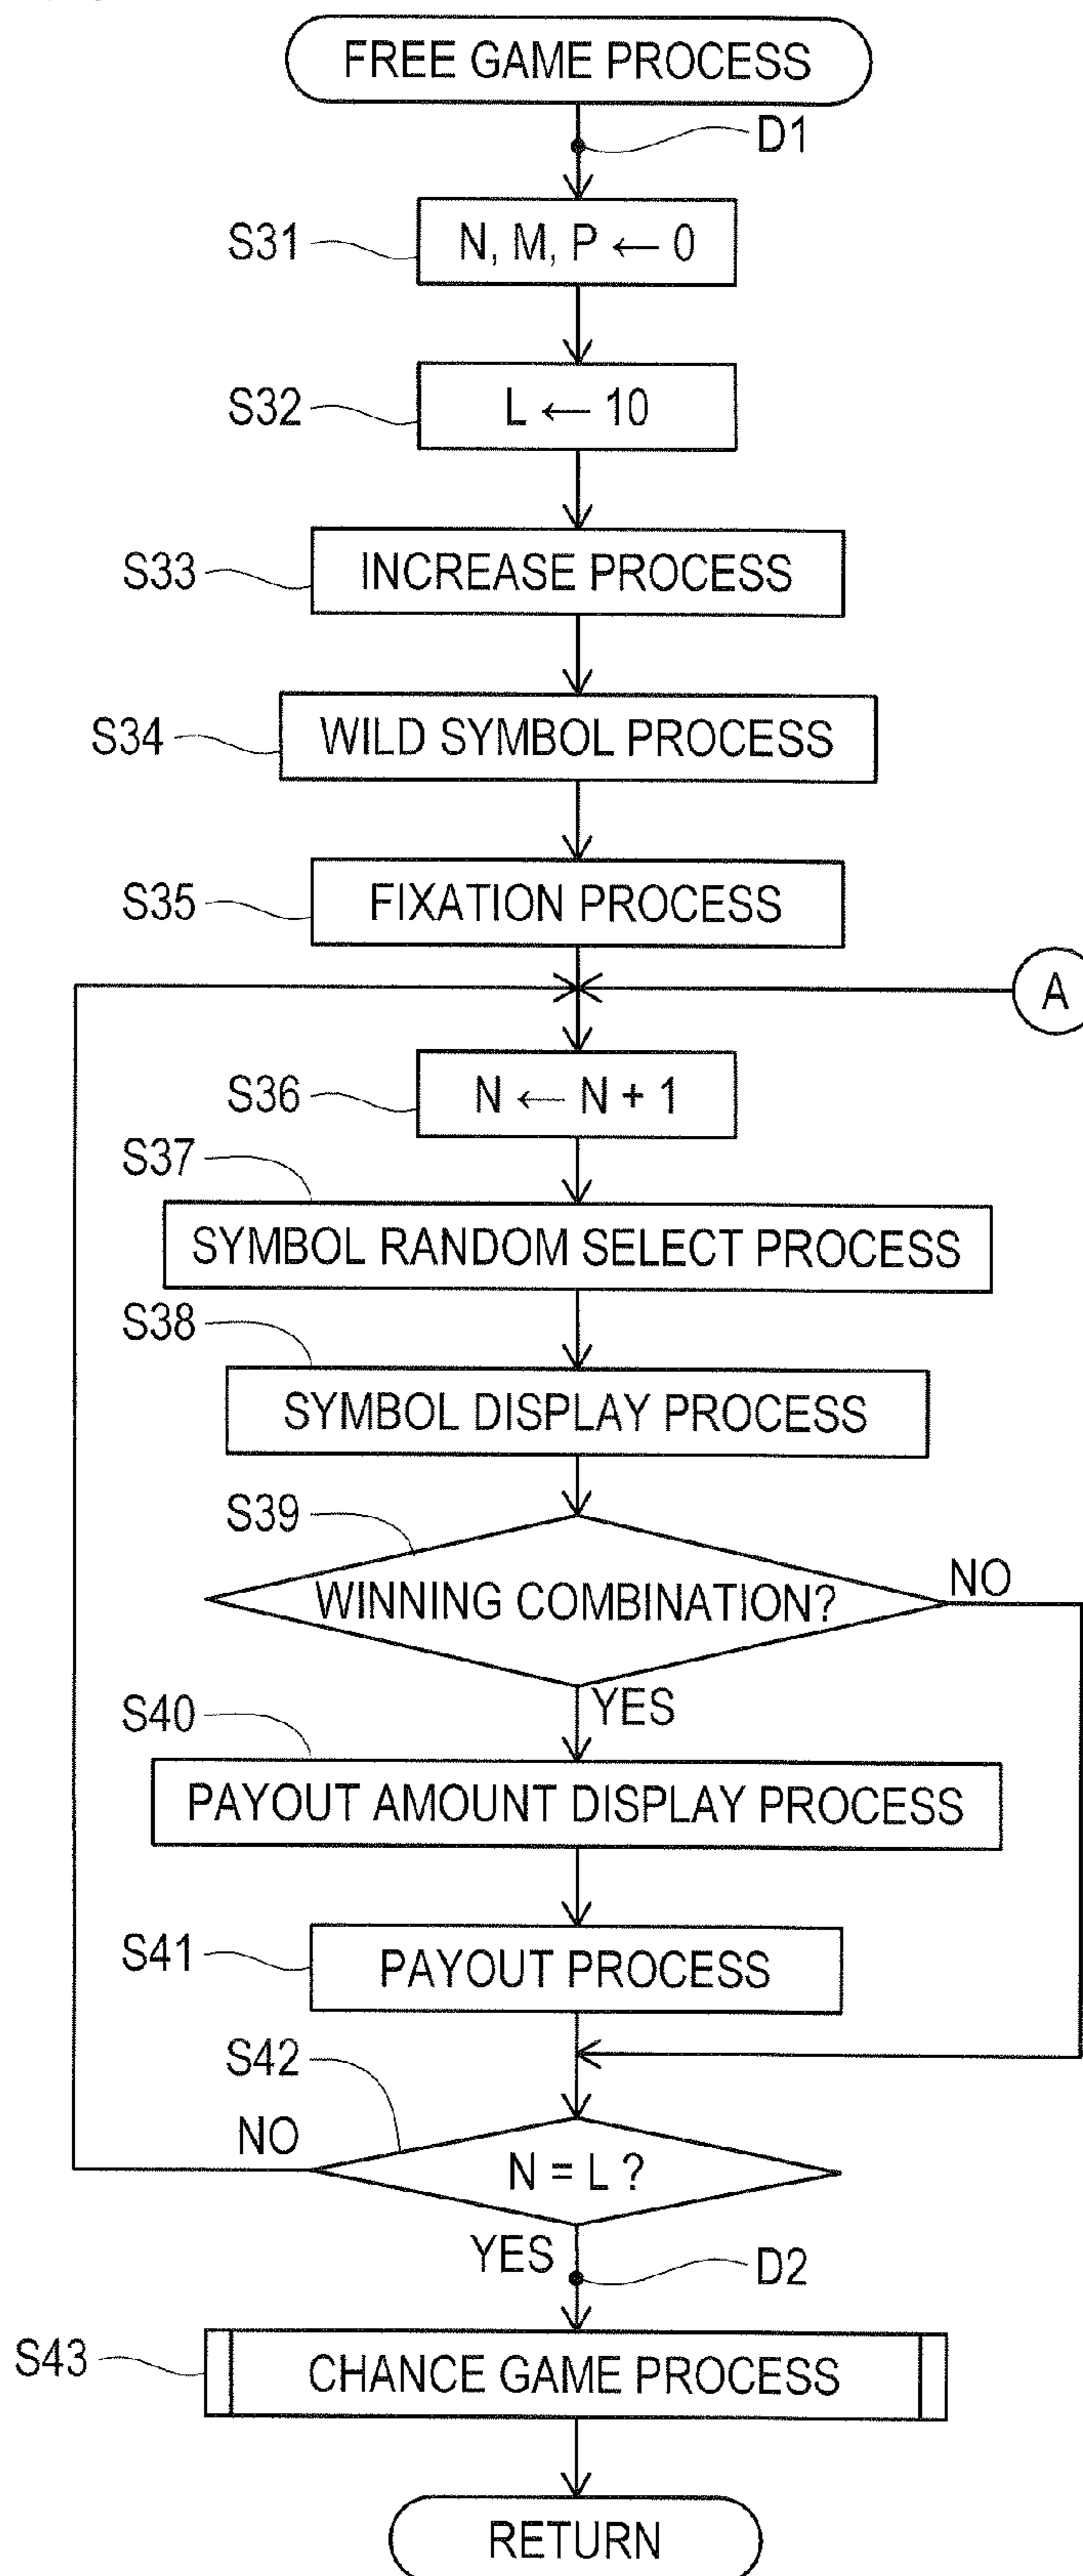 FREE GAME PROCESS
D1
S31
N, M, P ← 0
S32
L ← 10
S33
INCREASE PROCESS
S34
WILD SYMBOL PROCESS
S35
FIXATION PROCESS
A
S36
N ← N + 1
S37
SYMBOL RANDOM SELECT PROCESS
S38
SYMBOL DISPLAY PROCESS
S39
WINNING COMBINATION?
NO
YES
S40
PAYOUT AMOUNT DISPLAY PROCESS
S41
PAYOUT PROCESS
S42
NO
N = L ?
YES
D2
S43
CHANCE GAME PROCESS
RETURN